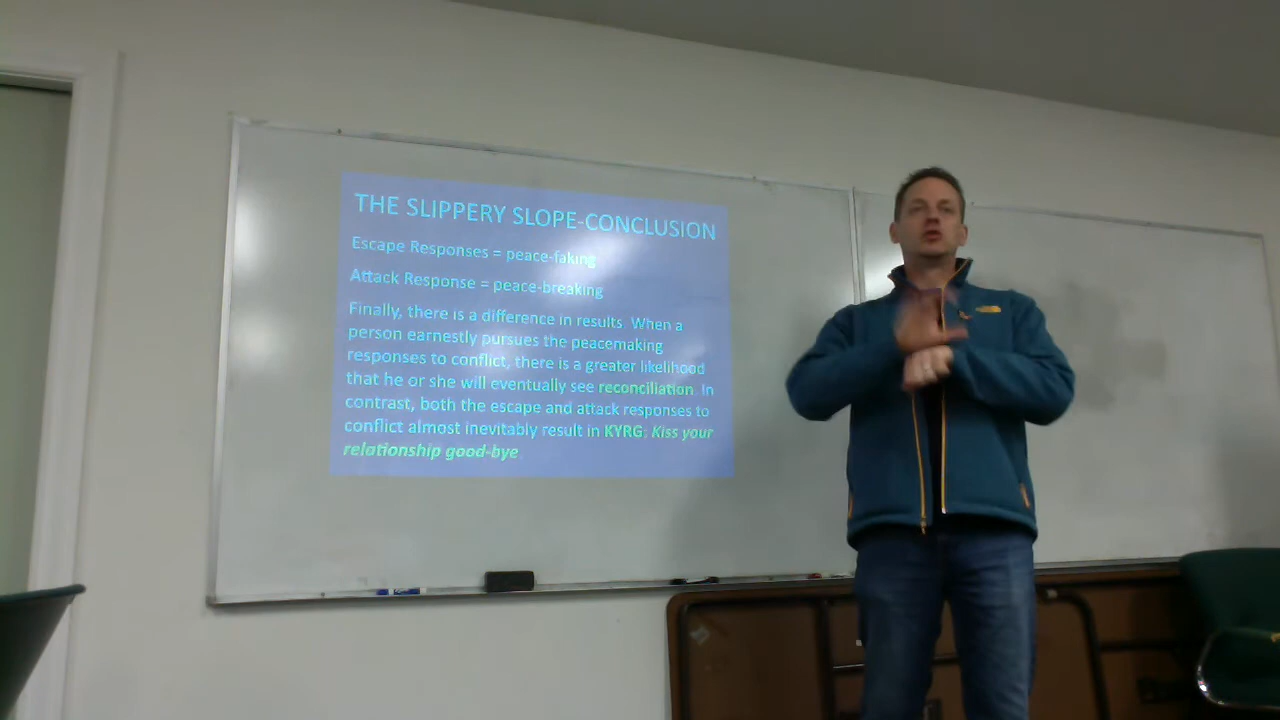 THE SLIPPERY SLOPE-CONCLUSION
Escape Responses = peace-faking
Attack Response = peace-breaking
Finally, there is a difference in results. When a
person earnestly pursues the peacemaking
responses to conflict, there is a greater likelihood
that he or she will eventually see reconciliation. In
contrast, both the escape and attack responses to
conflict almost inevitably result in KYRG: Kiss your
relationship good-bye